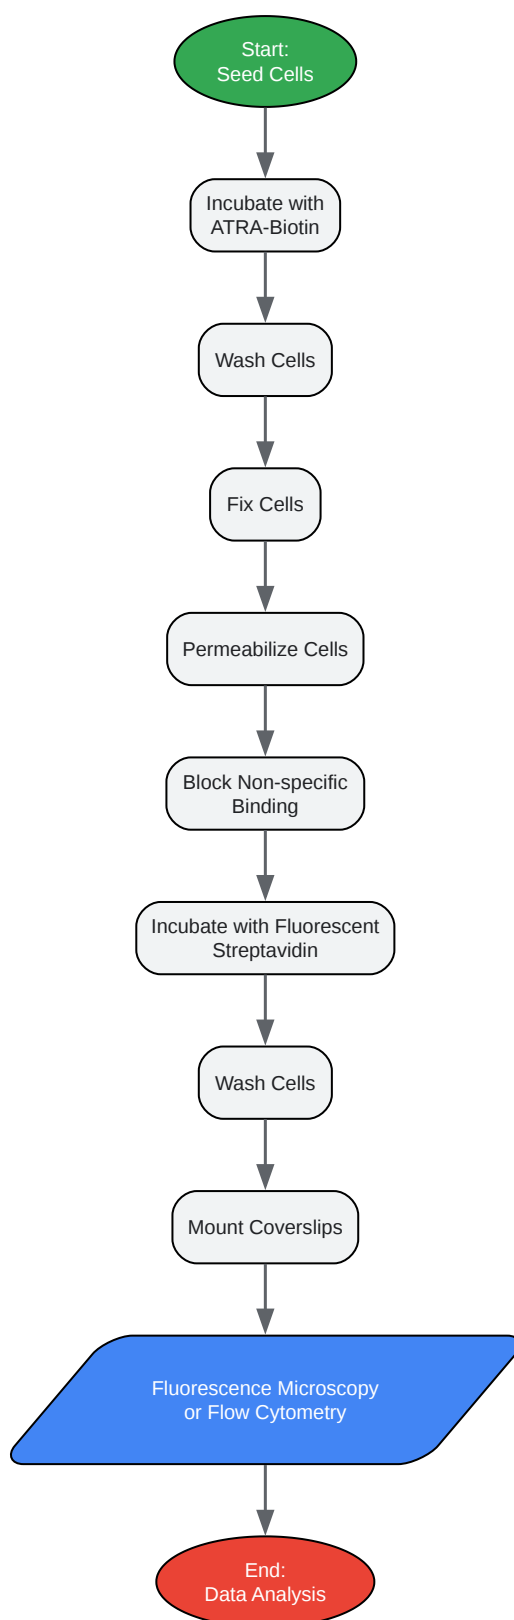 Start:
Seed Cells
Incubate with
ATRA-Biotin
Wash Cells
Fix Cells
Permeabilize Cells
Block Non-specific
Binding
Incubate with Fluorescent
Streptavidin
Wash Cells
Mount Coverslips
Fluorescence Microscopy
or Flow Cytometry
End:
Data Analysis